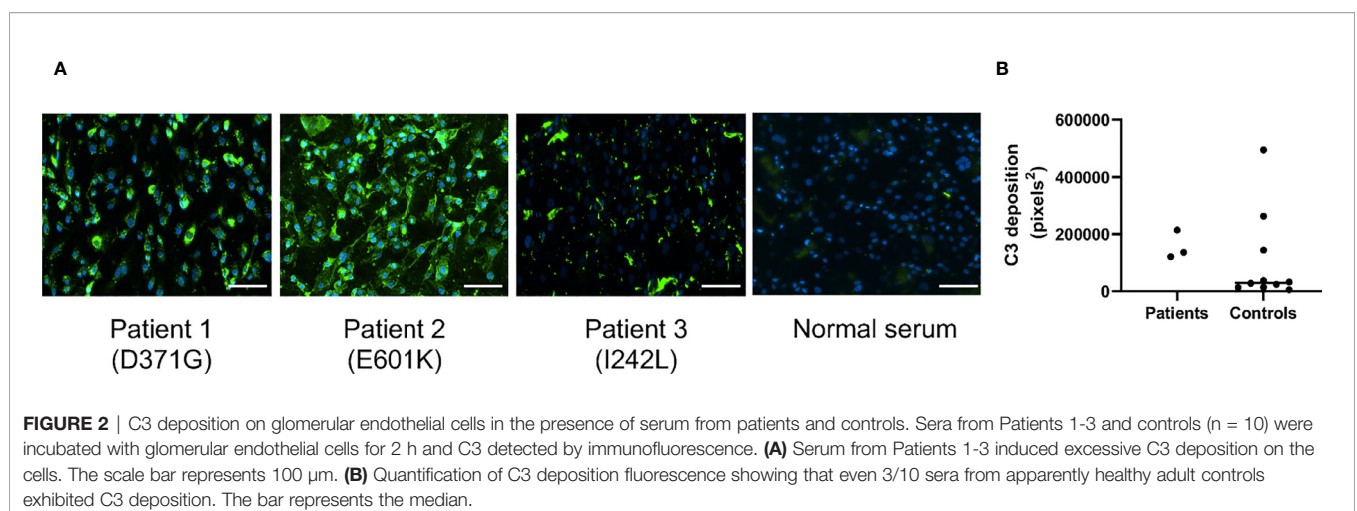 A
B
Patient 1
(D371G)
Patient 2
(E601K)
Patient 3
(I242L)
Normal serum
C3 deposition
(pixels²)
600000
400000
200000
0
Patients
Controls
FIGURE 2 | C3 deposition on glomerular endothelial cells in the presence of serum from patients and controls. Sera from Patients 1-3 and controls (n = 10) were
incubated with glomerular endothelial cells for 2 h and C3 detected by immunofluorescence. (A) Serum from Patients 1-3 induced excessive C3 deposition on the
cells. The scale bar represents 100 µm. (B) Quantification of C3 deposition fluorescence showing that even 3/10 sera from apparently healthy adult controls
exhibited C3 deposition. The bar represents the median.